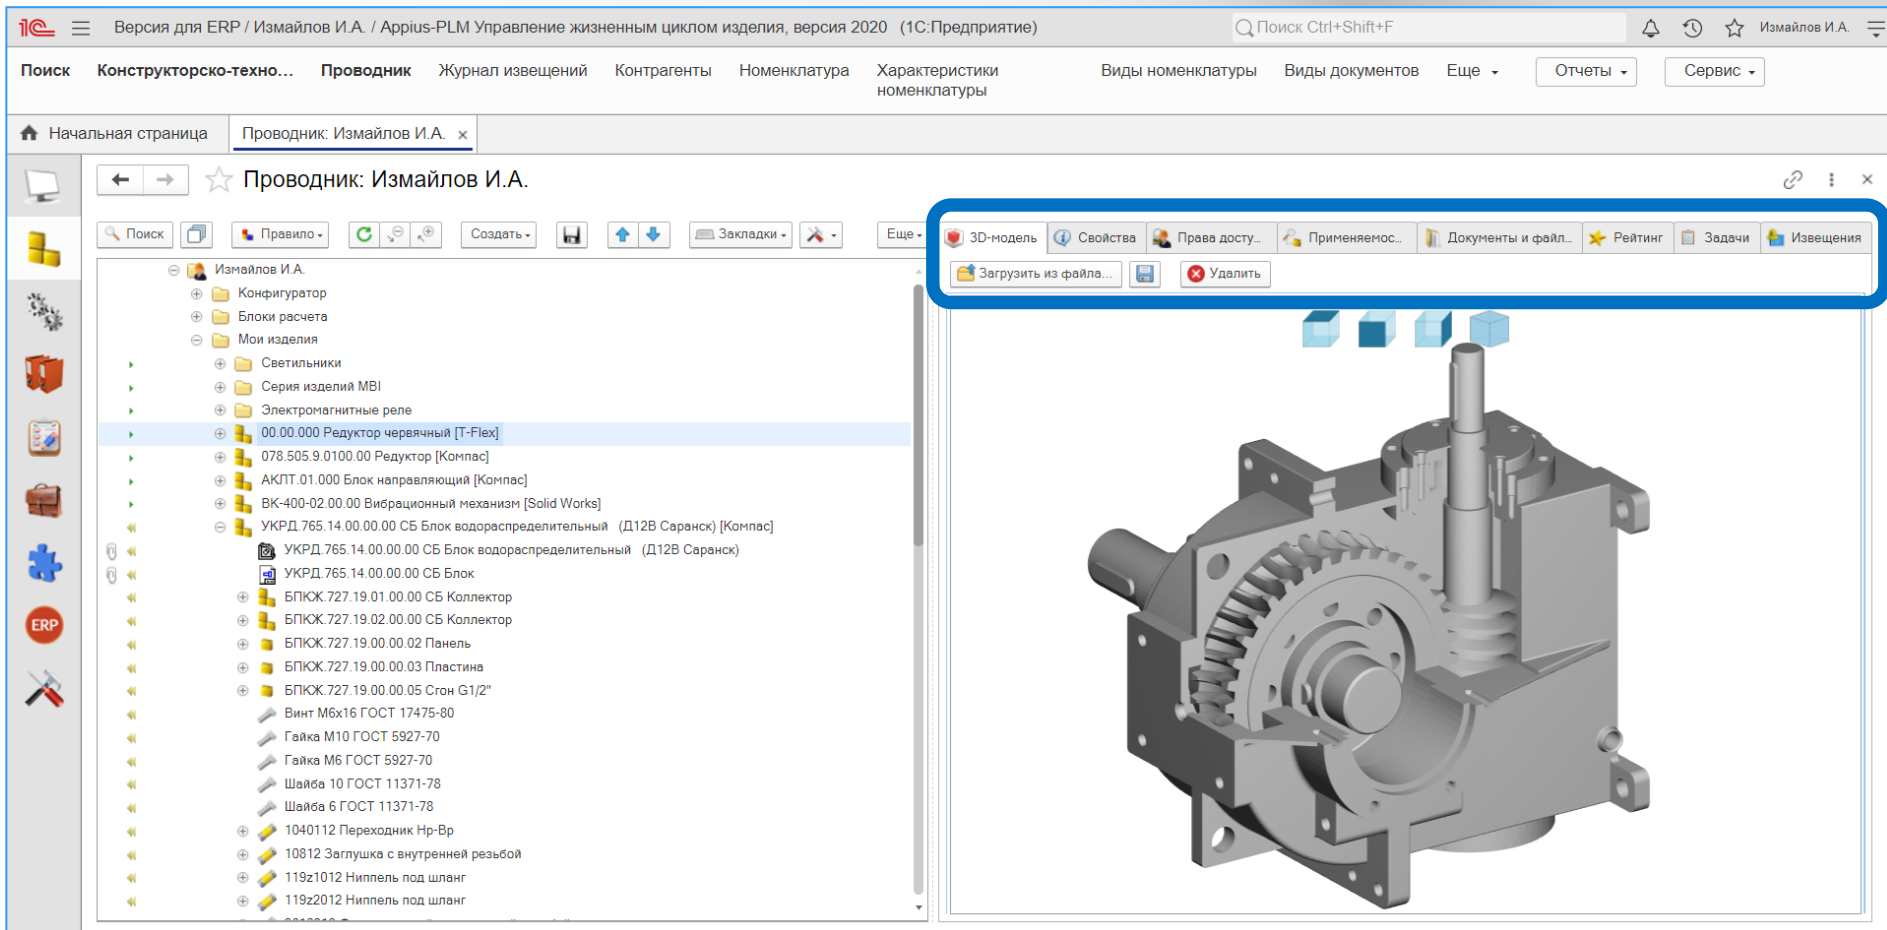 1С Версия для ERP / Измайлов И.А. / Appius-PLM Управление жизненным циклом изделия, версия 2020 (1С:Предприятие) Поиск Ctrl+Shift+F Измайлов И.А.
Поиск Конструкторско-техно... Проводник Журнал извещений Контрагенты Номенклатура Характеристики номенклатуры Виды номенклатуры Виды документов Еще Отчеты Сервис
Начальная страница Проводник: Измайлов И.А. ×
Проводник: Измайлов И.А.
Поиск Правило Создать Закладки Еще
3D-модель Свойства Права досту... Применяемос... Документы и файл... Рейтинг Задачи Извещения
Загрузить из файла... Удалить
Измайлов И.А.
Конфигуратор
Блоки расчета
Мои изделия
Светильники
Серия изделий MBI
Электромагнитные реле
00.00.000 Редуктор червячный [T-Flex]
078.505.9.0100.00 Редуктор [Компас]
АКЛТ.01.000 Блок направляющий [Компас]
ВК-400-02.00.00 Вибрационный механизм [Solid Works]
УКРД.765.14.00.00.00 СБ Блок водораспределительный (Д12В Саранск) [Компас]
УКРД.765.14.00.00.00 СБ Блок водораспределительный (Д12В Саранск)
УКРД.765.14.00.00.00 СБ Блок
БПКЖ.727.19.01.00.00 СБ Коллектор
БПКЖ.727.19.02.00.00 СБ Коллектор
БПКЖ.727.19.00.00.02 Панель
БПКЖ.727.19.00.00.03 Пластина
БПКЖ.727.19.00.00.05 Сгон G1/2"
Винт М6х16 ГОСТ 17475-80
Гайка М10 ГОСТ 5927-70
Гайка М6 ГОСТ 5927-70
Шайба 10 ГОСТ 11371-78
Шайба 6 ГОСТ 11371-78
1040112 Переходник Нр-Вр
10812 Заглушка с внутренней резьбой
119z1012 Ниппель под шланг
119z2012 Ниппель под шланг
ERP